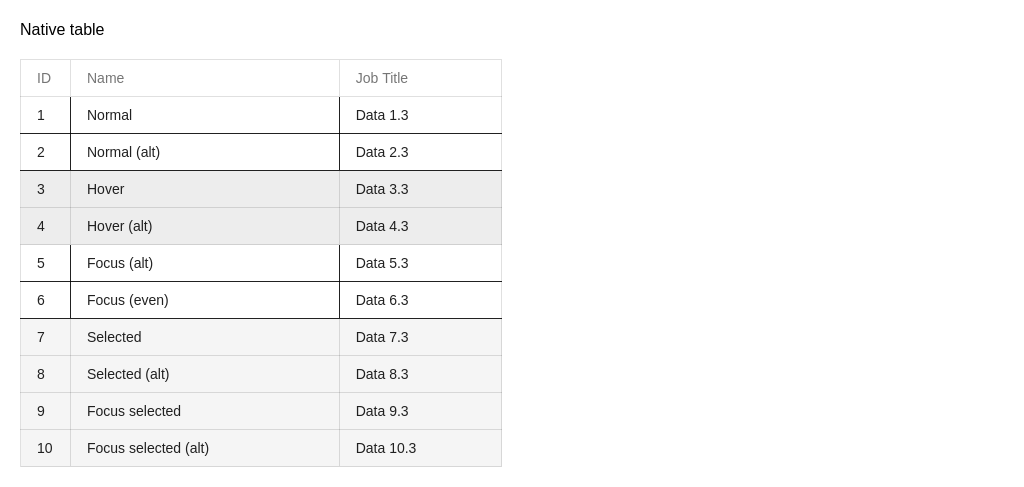 Native table
ID Name Job Title
1 Normal Data 1.3
2 Normal (alt) Data 2.3
3 Hover Data 3.3
4 Hover (alt) Data 4.3
5 Focus (alt) Data 5.3
6 Focus (even) Data 6.3
7 Selected Data 7.3
8 Selected (alt) Data 8.3
9 Focus selected Data 9.3
10 Focus selected (alt) Data 10.3